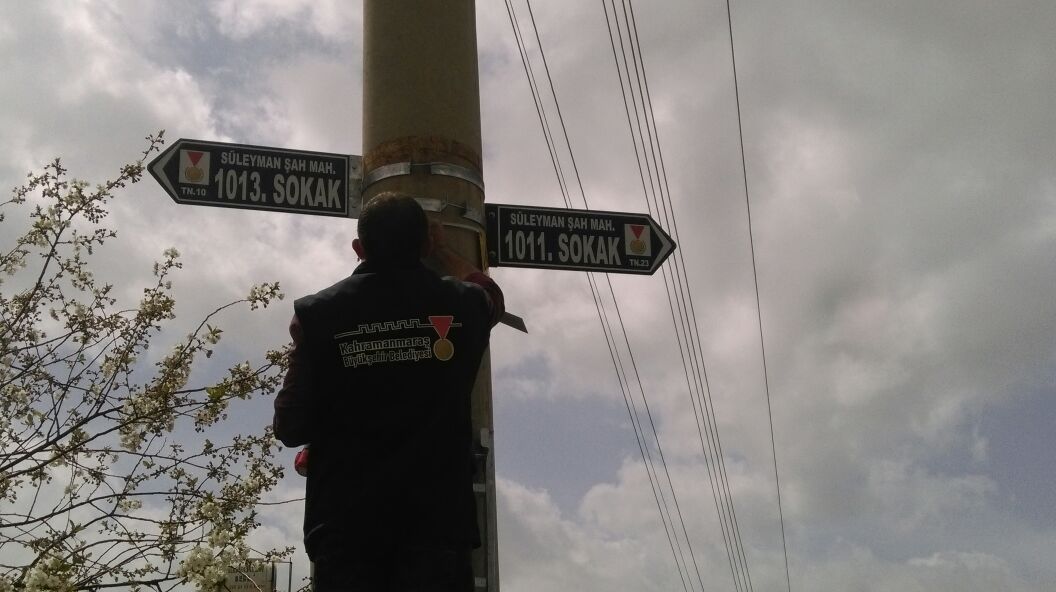 SÜLEYMAN ŞAH MAH.
1013. SOKAK
TN.10
SÜLEYMAN ŞAH MAH.
1011. SOKAK
TN.23
Kahramanmaraş
Büyükşehir Belediyesi